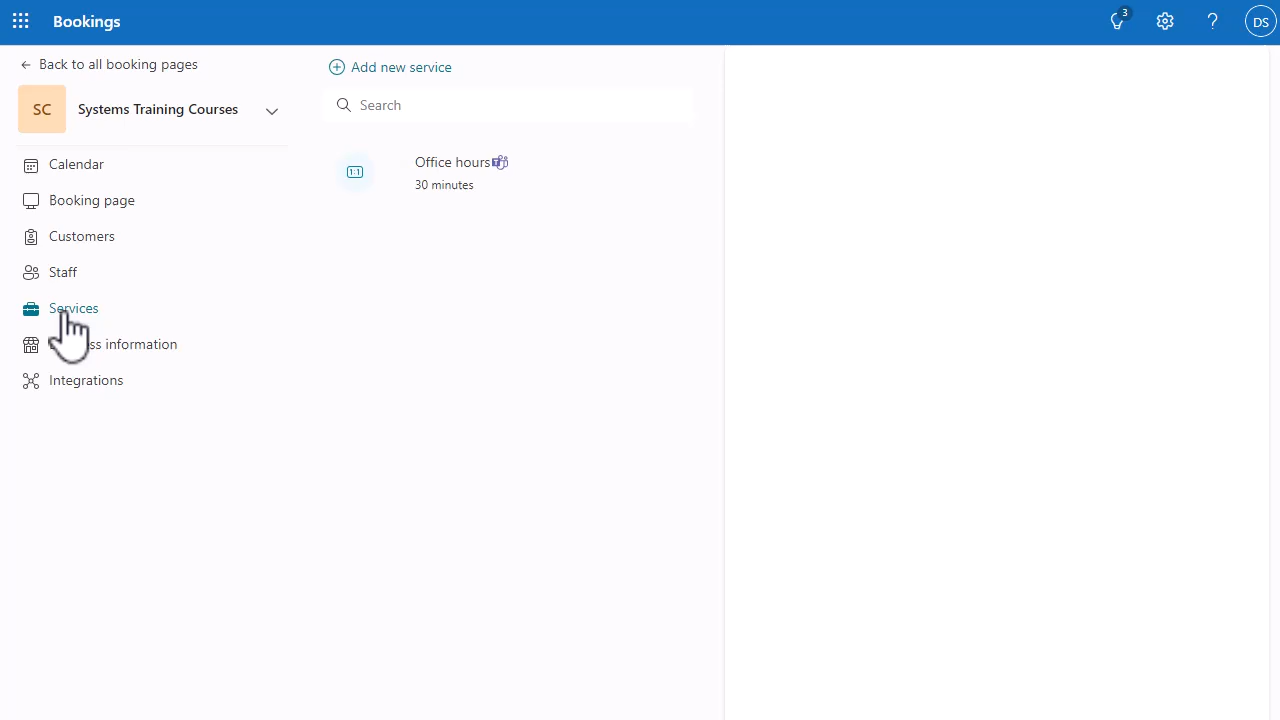 Bookings
3
DS
Back to all booking pages
SC
Systems Training Courses
Calendar
Booking page
Customers
Staff
Services
information
Integrations
Add new service
Search
1:1
Office hours
30 minutes